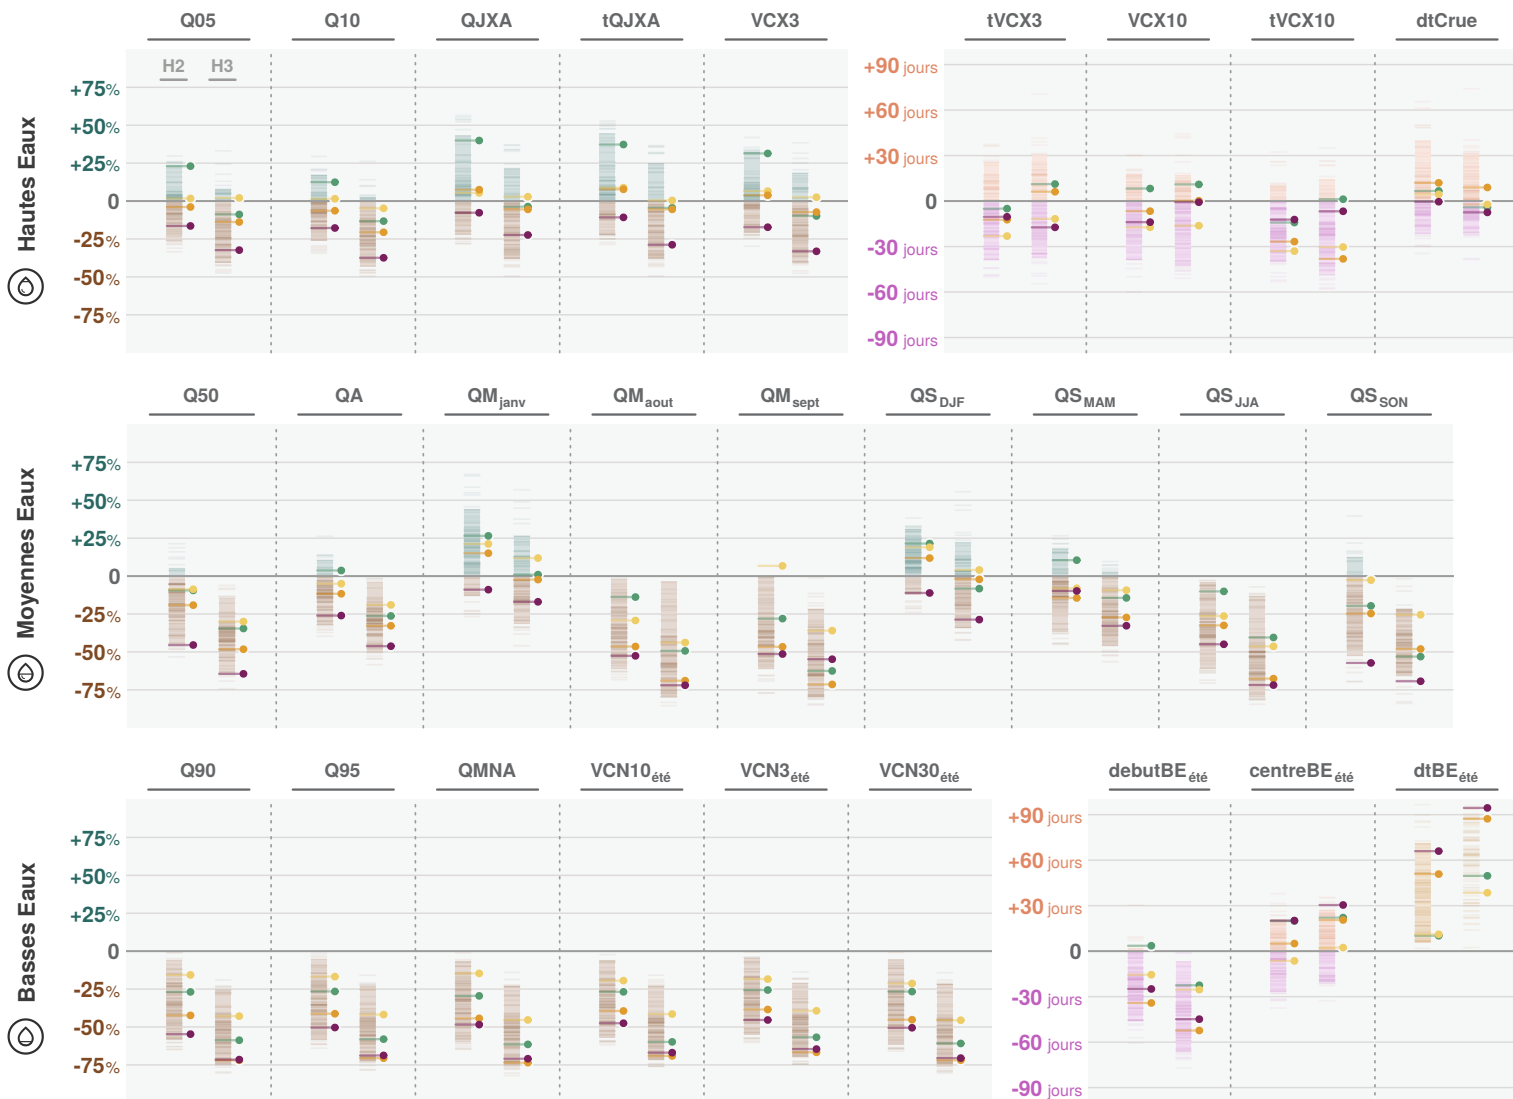 Q05 Q10 QJXA tQJXA VCX3 tVCX3 VCX10 tVCX10 dtCrue
H2 H3
+75%
+50%
+25%
0
-25%
-50%
-75%
+90 jours
+60 jours
+30 jours
0
-30 jours
-60 jours
-90 jours
Hautes Eaux
Q50 QA QMjanv QMaout QMsept QSDJF QSMAM QSJJA QSSON
+75%
+50%
+25%
0
-25%
-50%
-75%
Moyennes Eaux
Q90 Q95 QMNA VCN10été VCN3été VCN30été debutBEété centreBEété dtBEété
+75%
+50%
+25%
0
-25%
-50%
-75%
+90 jours
+60 jours
+30 jours
0
-30 jours
-60 jours
-90 jours
Basses Eaux